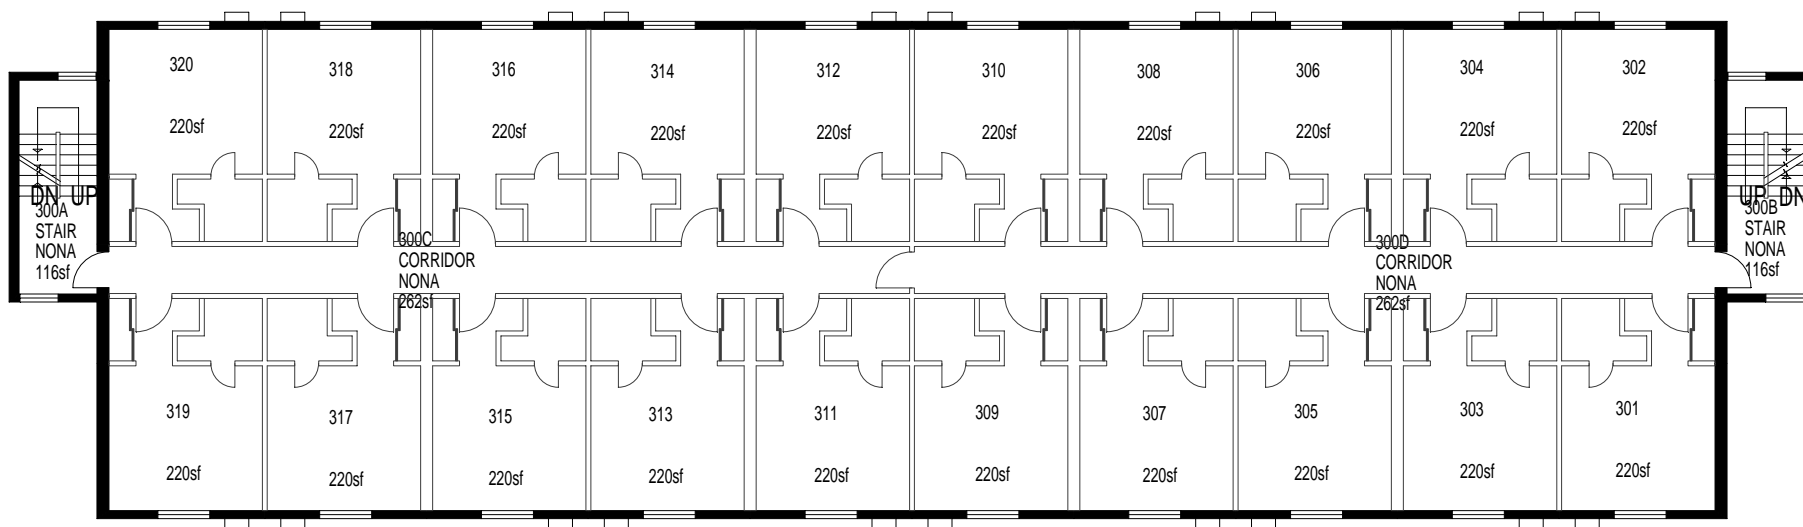 320
220sf
318
220sf
316
220sf
314
220sf
312
220sf
310
220sf
308
220sf
306
220sf
304
220sf
302
220sf
DN UP
300A
STAIR
NONA
116sf
300C
CORRIDOR
NONA
262sf
300D
CORRIDOR
NONA
262sf
UP DN
300B
STAIR
NONA
116sf
319
220sf
317
220sf
315
220sf
313
220sf
311
220sf
309
220sf
307
220sf
305
220sf
303
220sf
301
220sf